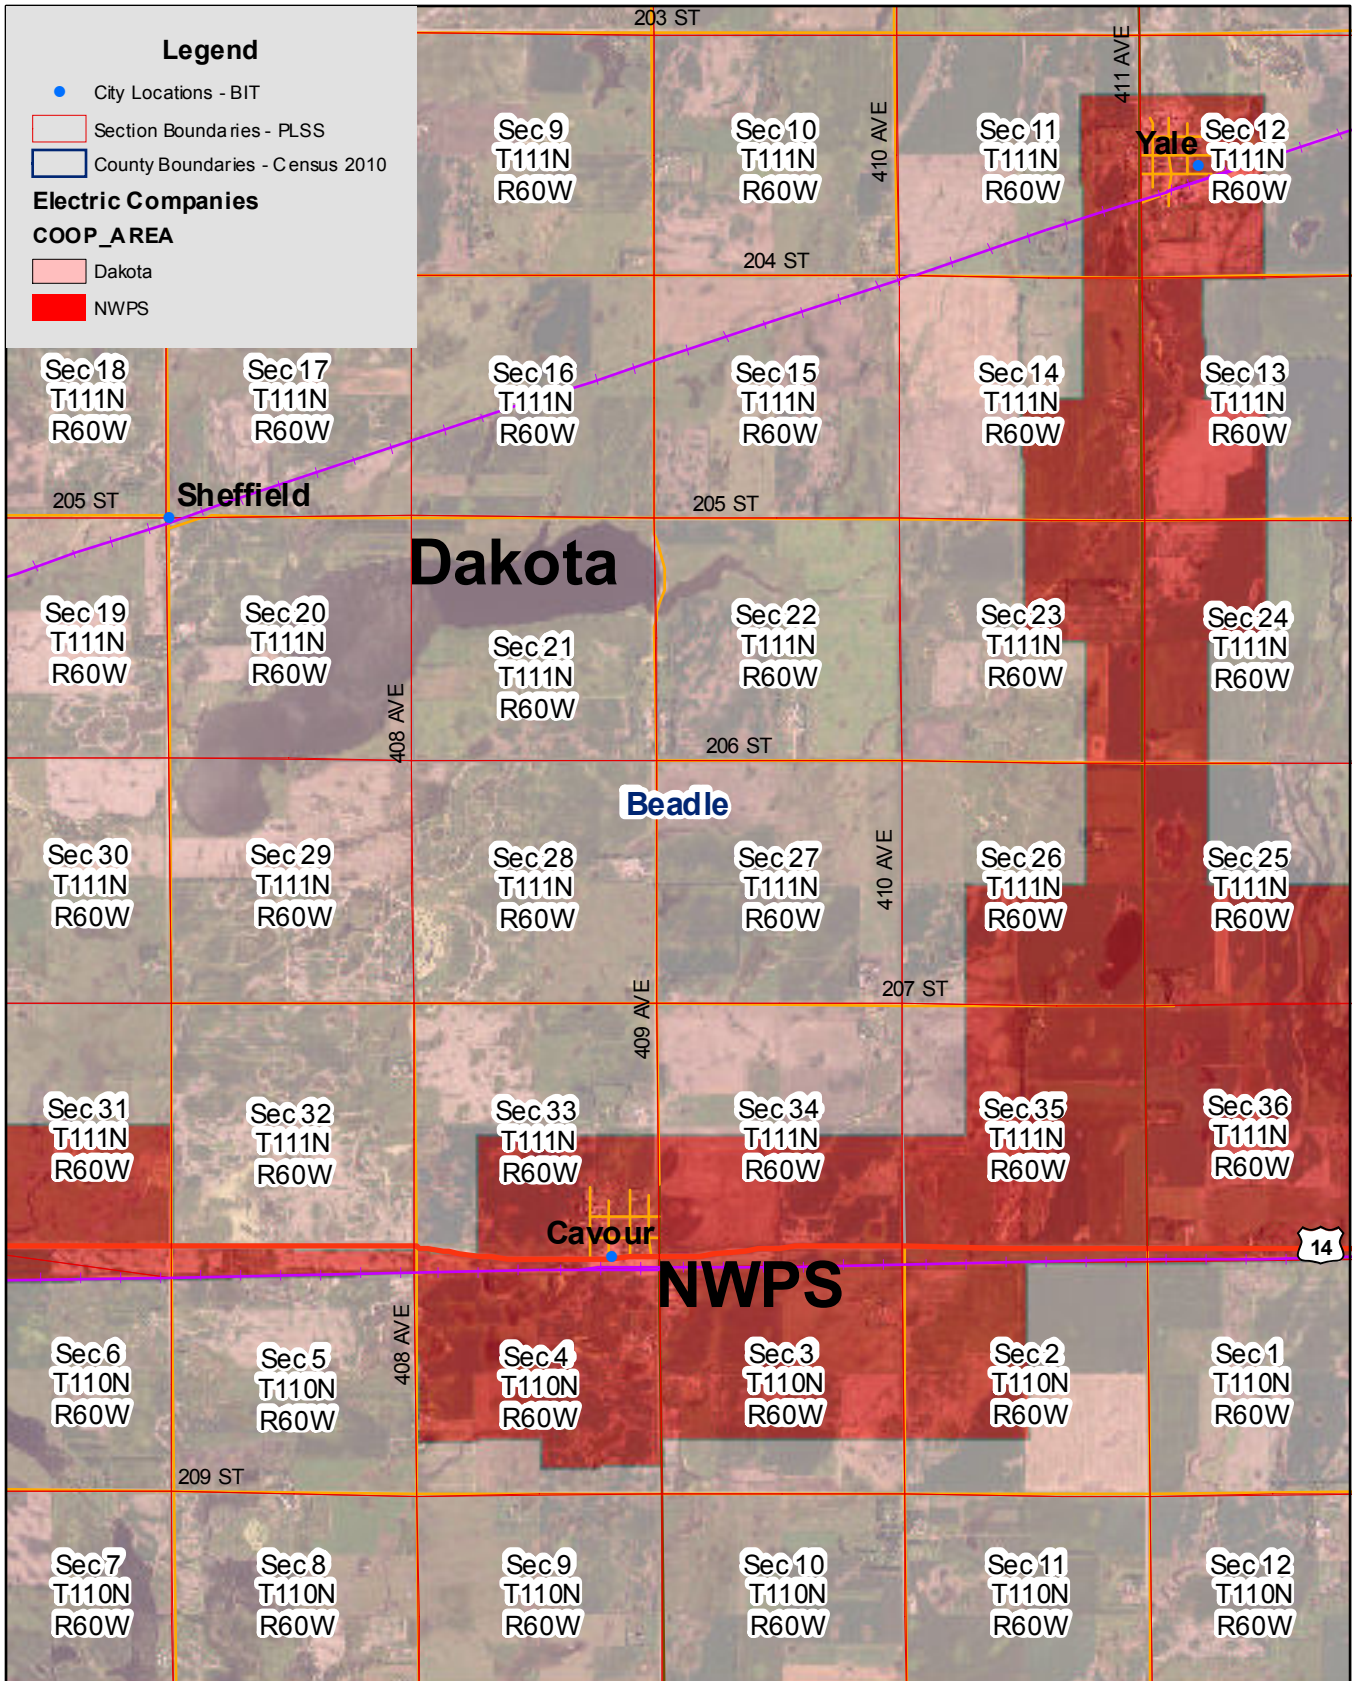 203 ST
Legend
City Locations - BIT
Section Boundaries - PLSS
County Boundaries - Census 2010
Electric Companies
COOP_AREA
Dakota
NWPS
411 AVE
410 AVE
Sec 9
T111N
R60W
Sec 10
T111N
R60W
Sec 11
T111N
R60W
Yale
Sec 12
T111N
R60W
204 ST
Sec 18
T111N
R60W
Sec 17
T111N
R60W
Sec 16
T111N
R60W
Sec 15
T111N
R60W
Sec 14
T111N
R60W
Sec 13
T111N
R60W
205 ST
Sheffield
205 ST
Dakota
Sec 19
T111N
R60W
Sec 20
T111N
R60W
408 AVE
Sec 21
T111N
R60W
Sec 22
T111N
R60W
Sec 23
T111N
R60W
Sec 24
T111N
R60W
206 ST
Beadle
Sec 30
T111N
R60W
Sec 29
T111N
R60W
Sec 28
T111N
R60W
Sec 27
T111N
R60W
410 AVE
Sec 26
T111N
R60W
Sec 25
T111N
R60W
409 AVE
207 ST
Sec 31
T111N
R60W
Sec 32
T111N
R60W
Sec 33
T111N
R60W
Sec 34
T111N
R60W
Sec 35
T111N
R60W
Sec 36
T111N
R60W
Cavour
14
NWPS
Sec 6
T110N
R60W
Sec 5
T110N
R60W
408 AVE
Sec 4
T110N
R60W
Sec 3
T110N
R60W
Sec 2
T110N
R60W
Sec 1
T110N
R60W
209 ST
Sec 7
T110N
R60W
Sec 8
T110N
R60W
Sec 9
T110N
R60W
Sec 10
T110N
R60W
Sec 11
T110N
R60W
Sec 12
T110N
R60W